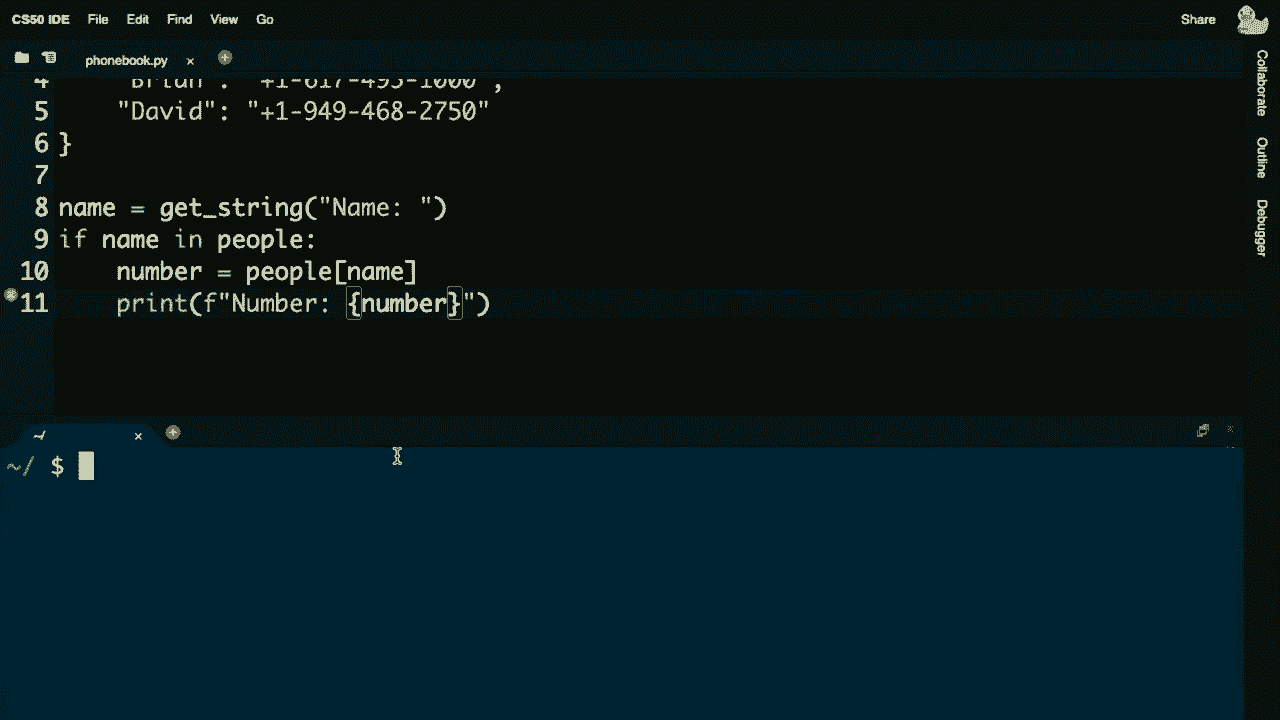 CS50 IDE File Edit Find View Go Share
phonebook.py ×
4 "Brian": "+1-617-495-1000",
5 "David": "+1-949-468-2750"
6 }
7
8 name = get_string("Name: ")
9 if name in people:
10 number = people[name]
11 print(f"Number: {number}")
~/ $
Collaborate
Outline
Debugger